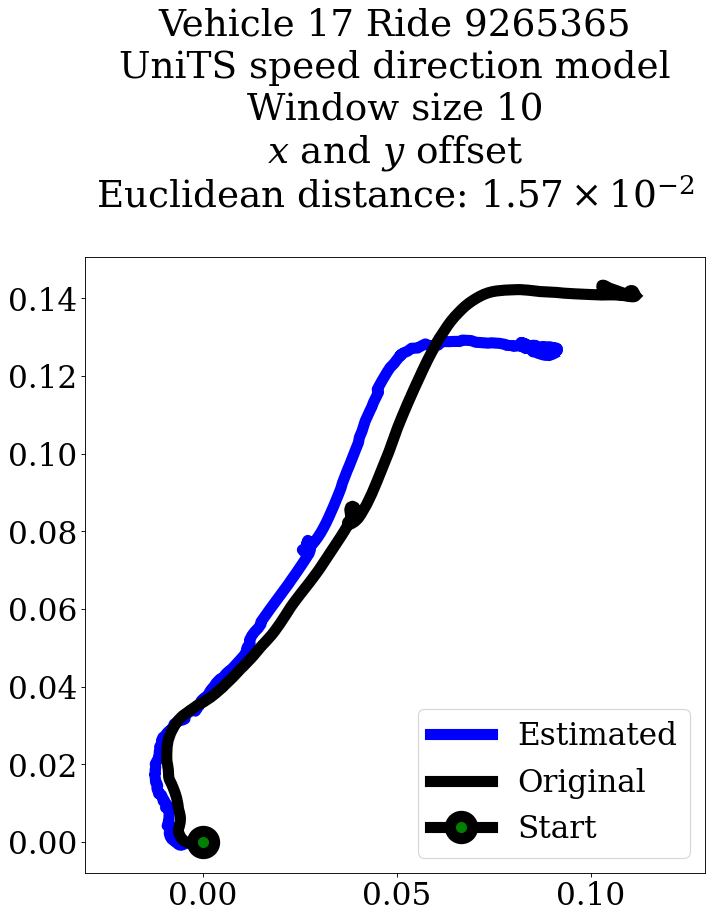 Vehicle 17 Ride 9265365
UniTS speed direction model
Window size 10
x and y offset
Euclidean distance: 1.57 × 10⁻²
0.14
0.12
0.10
0.08
0.06
0.04
0.02
0.00
0.00 0.05 0.10
Estimated
Original
Start